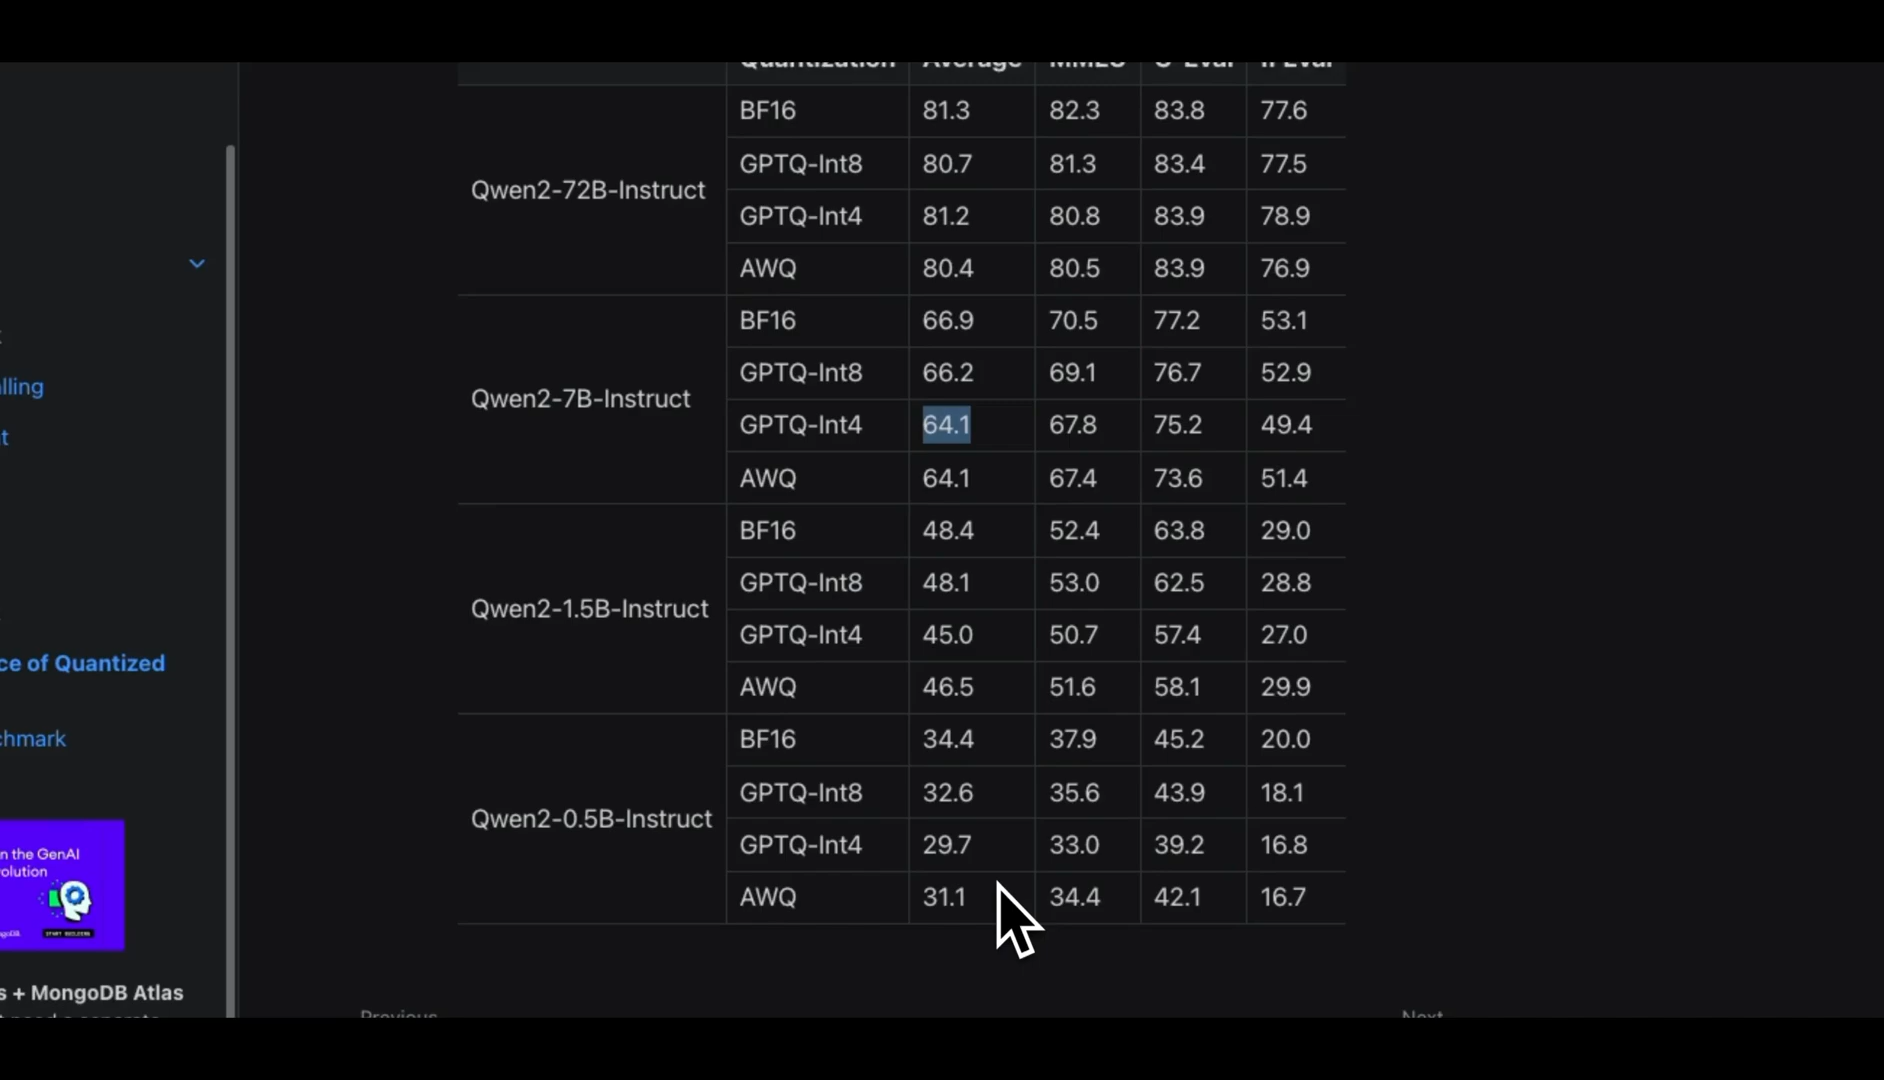 Quantization Average MMLU C-Eval IFEval
Qwen2-72B-Instruct
BF16 81.3 82.3 83.8 77.6
GPTQ-Int8 80.7 81.3 83.4 77.5
GPTQ-Int4 81.2 80.8 83.9 78.9
AWQ 80.4 80.5 83.9 76.9
Qwen2-7B-Instruct
BF16 66.9 70.5 77.2 53.1
GPTQ-Int8 66.2 69.1 76.7 52.9
GPTQ-Int4 64.1 67.8 75.2 49.4
AWQ 64.1 67.4 73.6 51.4
Qwen2-1.5B-Instruct
BF16 48.4 52.4 63.8 29.0
GPTQ-Int8 48.1 53.0 62.5 28.8
GPTQ-Int4 45.0 50.7 57.4 27.0
AWQ 46.5 51.6 58.1 29.9
Qwen2-0.5B-Instruct
BF16 34.4 37.9 45.2 20.0
GPTQ-Int8 32.6 35.6 43.9 18.1
GPTQ-Int4 29.7 33.0 39.2 16.8
AWQ 31.1 34.4 42.1 16.7
lling
t
ce of Quantized
chmark
n the GenAI
olution
START BUILDING
s + MongoDB Atlas
Previous
Next